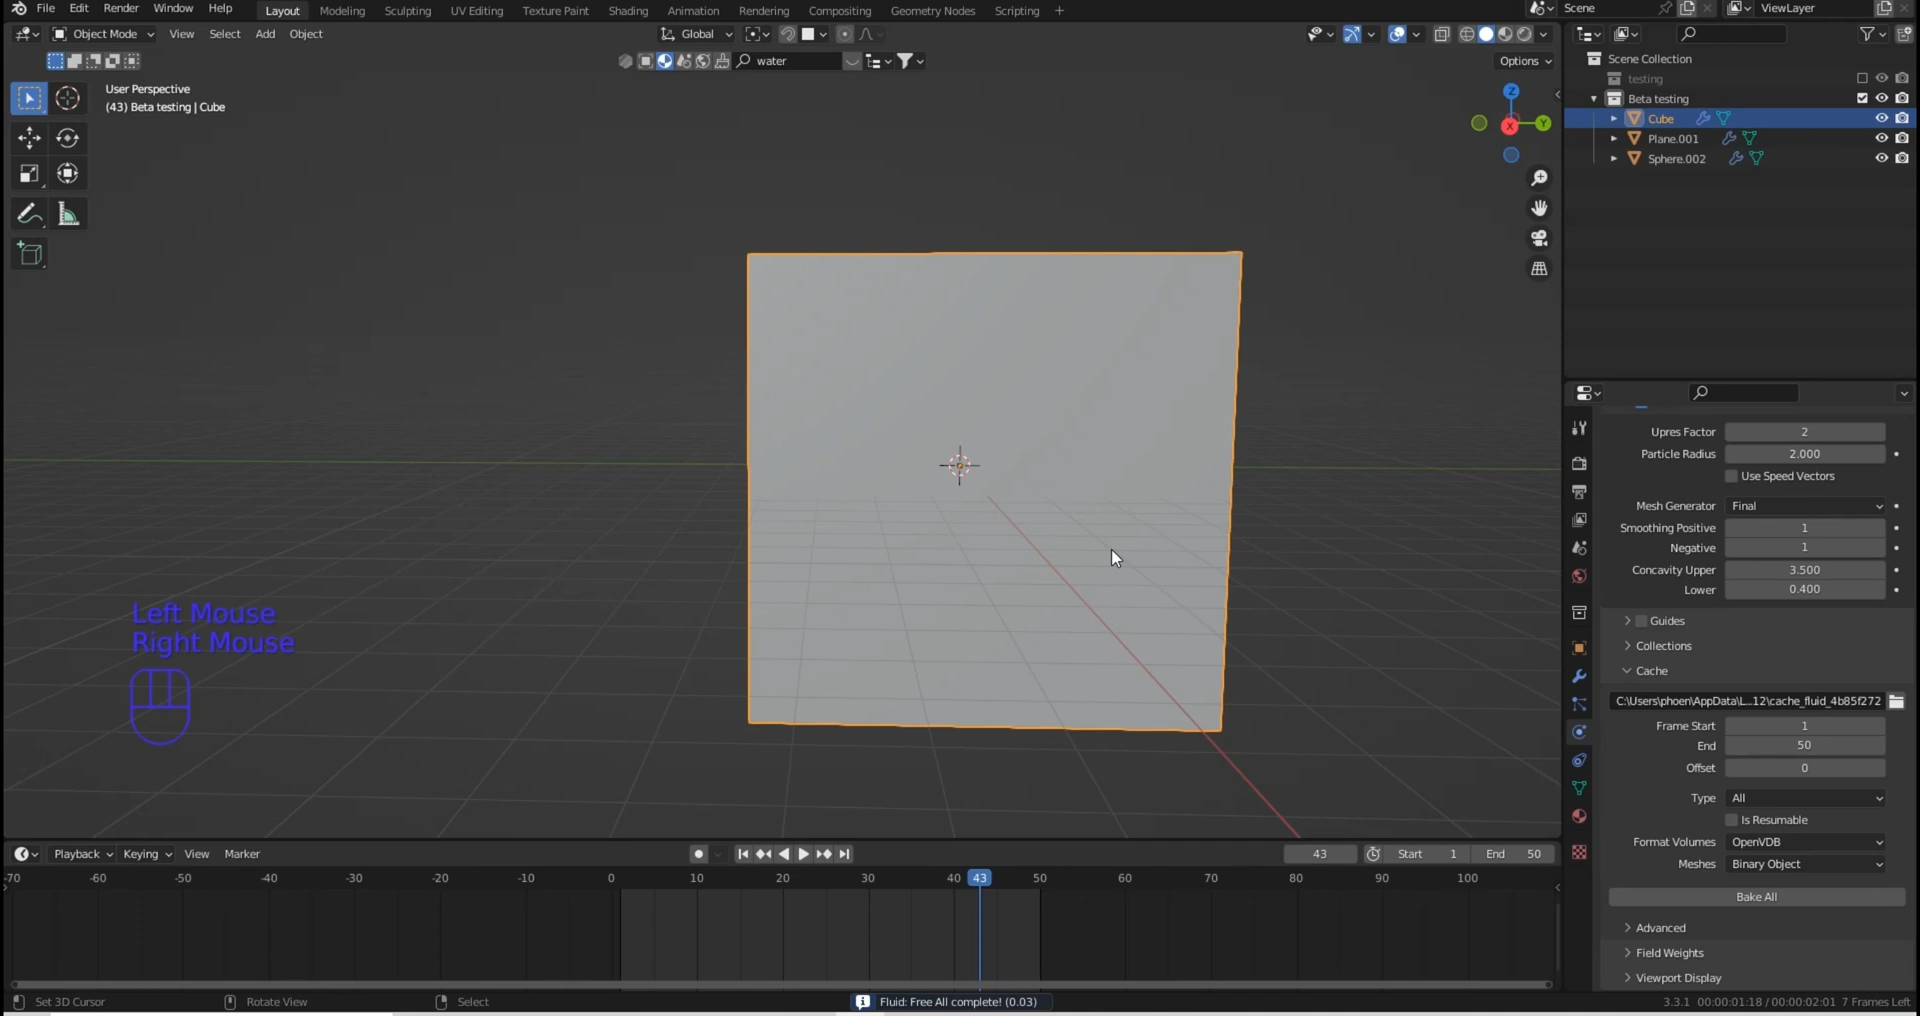 File Edit Render Window Help Layout Modeling Sculpting UV Editing Texture Paint Shading Animation Rendering Compositing Geometry Nodes Scripting + Scene ViewLayer
Object Mode View Select Add Object Global
water Options
User Perspective
(43) Beta testing | Cube
Z
Y
X
Scene Collection
testing
Beta testing
Cube
Plane.001
Sphere.002
Left Mouse
Right Mouse
Upres Factor 2
Particle Radius 2.000
Use Speed Vectors
Mesh Generator Final
Smoothing Positive 1
Negative 1
Concavity Upper 3.500
Lower 0.400
Guides
Collections
Cache
C:\Users\phoen\AppData\L...12\cache_fluid_4b85f272
Frame Start 1
End 50
Offset 0
Type All
Is Resumable
Format Volumes OpenVDB
Meshes Binary Object
Bake All
Advanced
Field Weights
Viewport Display
Playback Keying View Marker 43 Start 1 End 50
-70 -60 -50 -40 -30 -20 -10 0 10 20 30 40 43 50 60 70 80 90 100
Set 3D Cursor Rotate View Select Fluid: Free All complete! (0.03) 3.3.1 00:00:01:18 / 00:00:02:01 7 Frames Left